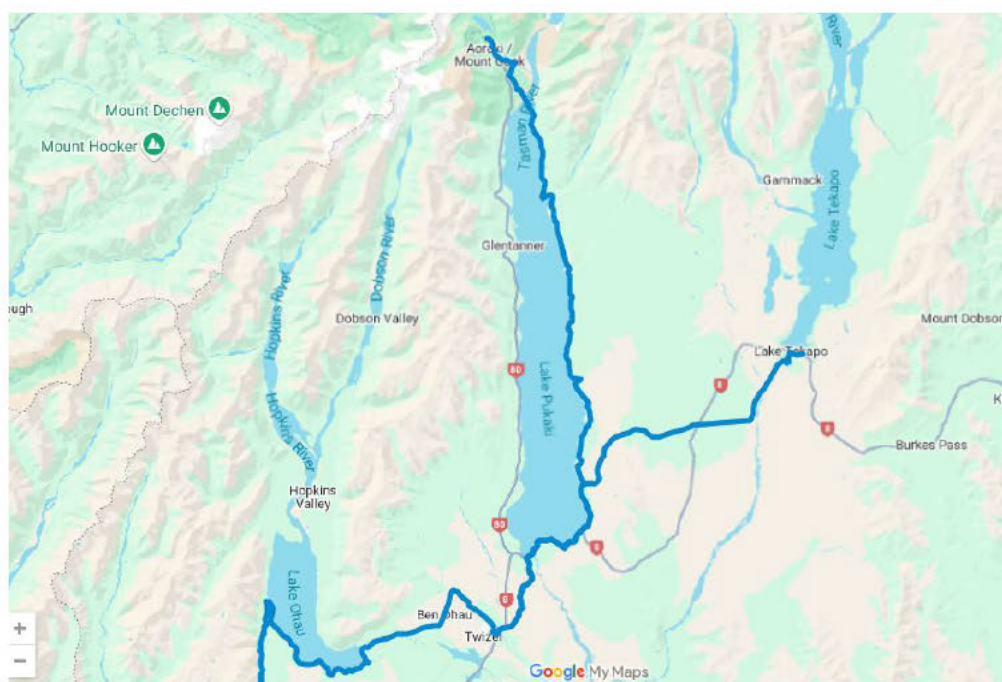 River
Aoraki /
Mount Cook
Mount Dechen
Mount Hooker
Tasman River
Gammack
Lake Tekapo
Glentanner
Dobson River
Hopkins River
ough
Dobson Valley
Mount Dobson
Lake Tekapo
80
8
Lake Pukaki
K
Hopkins River
8
Burkes Pass
Hopkins
Valley
80
8
Lake Ohau
8
Ben Ohau
Twizel
+
−
Google My Maps